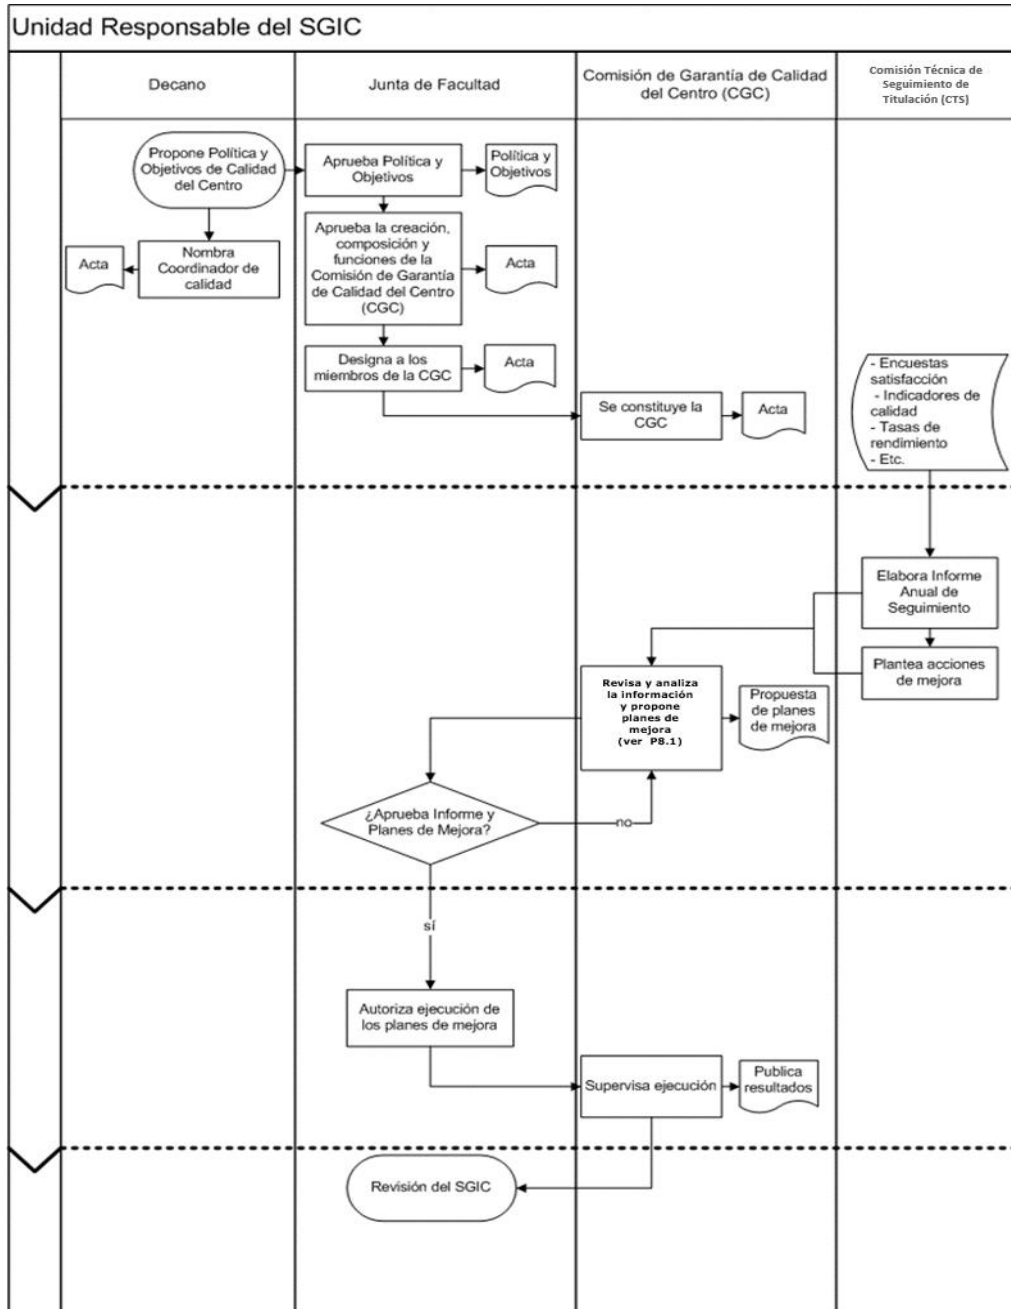 Unidad Responsable del SGIC
Decano
Junta de Facultad
Comisión de Garantía de Calidad
del Centro (CGC)
Comisión Técnica de
Seguimiento de
Titulación (CTS)
Propone Política y
Objetivos de Calidad
del Centro
Aprueba Política y
Objetivos
Política y
Objetivos
Acta
Nombra
Coordinador de
calidad
Aprueba la creación,
composición y
funciones de la
Comisión de Garantía
de Calidad del Centro
(CGC)
Acta
Designa a los
miembros de la CGC
Acta
Se constituye la
CGC
Acta
- Encuestas
satisfacción
- Indicadores de
calidad
- Tasas de
rendimiento
- Etc.
Elabora Informe
Anual de
Seguimiento
Plantea acciones
de mejora
Revisa y analiza
la información
y propone
planes de
mejora
(ver P8.1)
Propuesta
de planes
de mejora
¿Aprueba Informe y
Planes de Mejora?
no
sí
Autoriza ejecución de
los planes de mejora
Supervisa ejecución
Publica
resultados
Revisión del SGIC